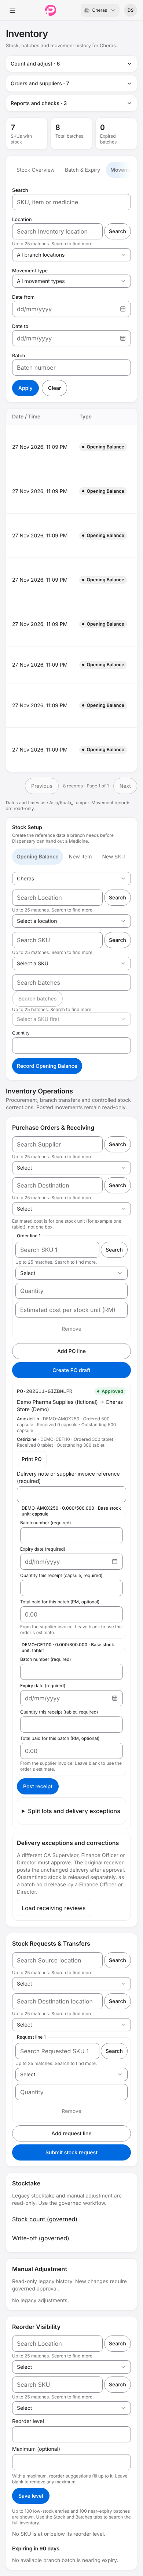 Cheras
DS
Inventory
Stock, batches and movement history for Cheras.
Count and adjust · 6
Orders and suppliers · 7
Reports and checks · 3
7
SKUs with stock
8
Total batches
0
Expired batches
Stock Overview
Batch & Expiry
Search
SKU, item or medicine
Location
Search Inventory location
Search
Up to 25 matches. Search to find more.
All branch locations
Movement type
All movement types
Date from
dd/mm/yyyy
Date to
dd/mm/yyyy
Batch
Batch number
Apply
Clear
Date / Time
Type
27 Nov 2026, 11:09 PM
Opening Balance
27 Nov 2026, 11:09 PM
Opening Balance
27 Nov 2026, 11:09 PM
Opening Balance
27 Nov 2026, 11:09 PM
Opening Balance
27 Nov 2026, 11:09 PM
Opening Balance
27 Nov 2026, 11:09 PM
Opening Balance
27 Nov 2026, 11:09 PM
Opening Balance
27 Nov 2026, 11:09 PM
Opening Balance
Previous
8 records · Page 1 of 1
Next
Dates and times use Asia/Kuala_Lumpur. Movement records
are read-only.
Stock Setup
Create the reference data a branch needs before
Dispensary can hand out a Medicine.
Opening Balance
New Item
New SKU
Cheras
Search Location
Search
Up to 25 matches. Search to find more.
Select a location
Search SKU
Search
Up to 25 matches. Search to find more.
Select a SKU
Search batches
Search batches
Up to 25 batches. Search to find more.
Select a SKU first
Quantity
Record Opening Balance
Inventory Operations
Procurement, branch transfers and controlled stock
corrections. Posted movements remain read-only.
Purchase Orders & Receiving
Search Supplier
Search
Up to 25 matches. Search to find more.
Select
Search Destination
Search
Up to 25 matches. Search to find more.
Select
Estimated cost is for one stock unit (for example one
tablet), not one box.
Order line 1
Search SKU 1
Search
Up to 25 matches. Search to find more.
Select
Quantity
Estimated cost per stock unit (RM)
Remove
Add PO line
Create PO draft
Approved
Demo Pharma Supplies (fictional) → Cheras
Store (Demo)
Amoxicillin · DEMO-AMOX250 · Ordered 500
capsule · Received 0 capsule · Outstanding 500
capsule
Cetirizine · DEMO-CETI10 · Ordered 300 tablet ·
Received 0 tablet · Outstanding 300 tablet
Print PO
Delivery note or supplier invoice reference
(required)
DEMO-AMOX250 · 0.000/500.000 · Base stock
unit: capsule
Batch number (required)
Expiry date (required)
dd/mm/yyyy
Quantity this receipt (capsule, required)
Total paid for this batch (RM, optional)
0.00
From the supplier invoice. Leave blank to use the
order's estimate.
DEMO-CETI10 · 0.000/300.000 · Base stock
unit: tablet
Batch number (required)
Expiry date (required)
dd/mm/yyyy
Quantity this receipt (tablet, required)
Total paid for this batch (RM, optional)
0.00
From the supplier invoice. Leave blank to use the
order's estimate.
Post receipt
Split lots and delivery exceptions
Delivery exceptions and corrections
A different CA Supervisor, Finance Officer or
Director must approve. The original receiver
posts the unchanged accepted quantity.
Quarantined stock is released separately, as
a batch hold release by a Finance Officer or
Director.
Load receiving reviews
Stock Requests & Transfers
Search Source location
Search
Up to 25 matches. Search to find more.
Select
Search Destination location
Search
Up to 25 matches. Search to find more.
Select
Request line 1
Search Requested SKU 1
Search
Up to 25 matches. Search to find more.
Select
Quantity
Remove
Add request line
Submit stock request
Stocktake
Legacy stocktake and manual adjustment are
read-only. Use the governed workflow.
Stock count (governed)
Write-off (governed)
Manual Adjustment
Read-only legacy history. New changes require
governed approval.
No legacy adjustments.
Reorder Visibility
Search Location
Search
Up to 25 matches. Search to find more.
Select
Search SKU
Search
Up to 25 matches. Search to find more.
Select
Reorder level
Maximum (optional)
With a maximum, reorder suggestions fill up to it. Leave
blank to remove any maximum.
Save level
Up to 100 low-stock entries and 100 near-expiry batches
are shown. Use the Stock and Batches tabs to search the
full inventory.
No SKU is at or below its reorder level.
Expiring in 90 days
No available branch batch is nearing expiry.